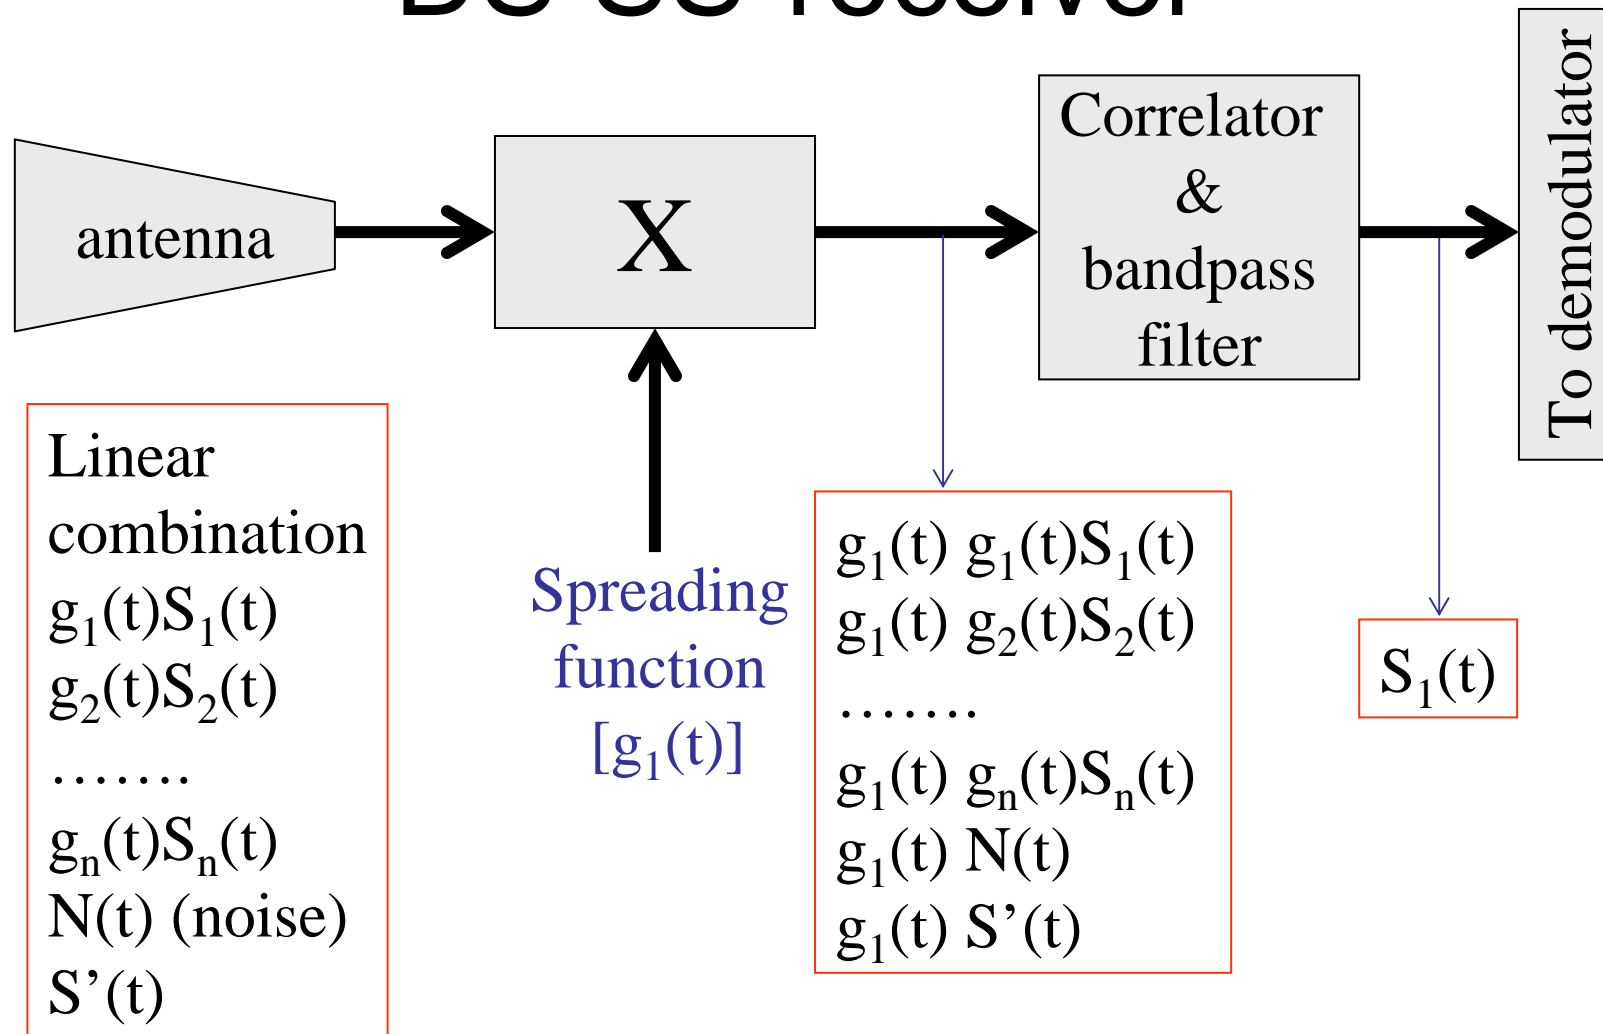 antenna
X
Correlator
&
bandpass
filter
To demodulator
Linear
combination
g₁(t)S₁(t)
g₂(t)S₂(t)
.......
gₙ(t)Sₙ(t)
N(t) (noise)
S’(t)
Spreading
function
[g₁(t)]
g₁(t) g₁(t)S₁(t)
g₁(t) g₂(t)S₂(t)
.......
g₁(t) gₙ(t)Sₙ(t)
g₁(t) N(t)
g₁(t) S’(t)
S₁(t)